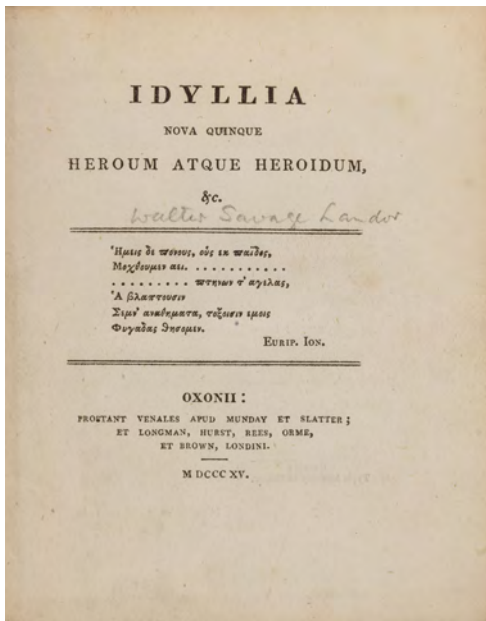 IDYLLIA
NOVA QUINQUE
HEROUM ATQUE HEROIDUM,
&c.
Walter Savage Landor
Ἡμεις δε πονους, ους εκ παιδος,
Μοχθουμεν αει. . . . . . . . . . . .
. . . . . . . . . πτηνων τ' αγελας,
Ἁ βλαπτουσιν
Σεμν' αναθηματα, τοξοισιν εμοις
Φυγαδας θησομεν.
EURIP. ION.
OXONII:
PROSTANT VENALES APUD MUNDAY ET SLATTER;
ET LONGMAN, HURST, REES, ORME,
ET BROWN, LONDINI.
M DCCC XV.